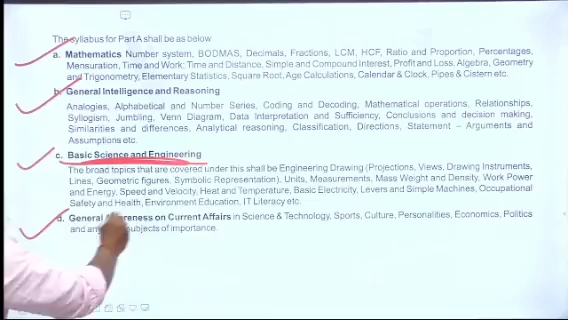 The syllabus for Part A shall be as below
a. Mathematics Number system, BODMAS, Decimals, Fractions, LCM, HCF, Ratio and Proportion, Percentages,
Mensuration, Time and Work; Time and Distance, Simple and Compound Interest, Profit and Loss, Algebra, Geometry
and Trigonometry, Elementary Statistics, Square Root, Age Calculations, Calendar & Clock, Pipes & Cistern etc.
b. General Intelligence and Reasoning
Analogies, Alphabetical and Number Series, Coding and Decoding, Mathematical operations, Relationships,
Syllogism, Jumbling, Venn Diagram, Data Interpretation and Sufficiency, Conclusions and decision making,
Similarities and differences, Analytical reasoning, Classification, Directions, Statement – Arguments and
Assumptions etc.
c. Basic Science and Engineering
The broad topics that are covered under this shall be Engineering Drawing (Projections, Views, Drawing Instruments,
Lines, Geometric figures, Symbolic Representation), Units, Measurements, Mass Weight and Density, Work Power
and Energy, Speed and Velocity, Heat and Temperature, Basic Electricity, Levers and Simple Machines, Occupational
Safety and Health, Environment Education, IT Literacy etc.
d. General Awareness on Current Affairs in Science & Technology, Sports, Culture, Personalities, Economics, Politics
and subjects of importance.